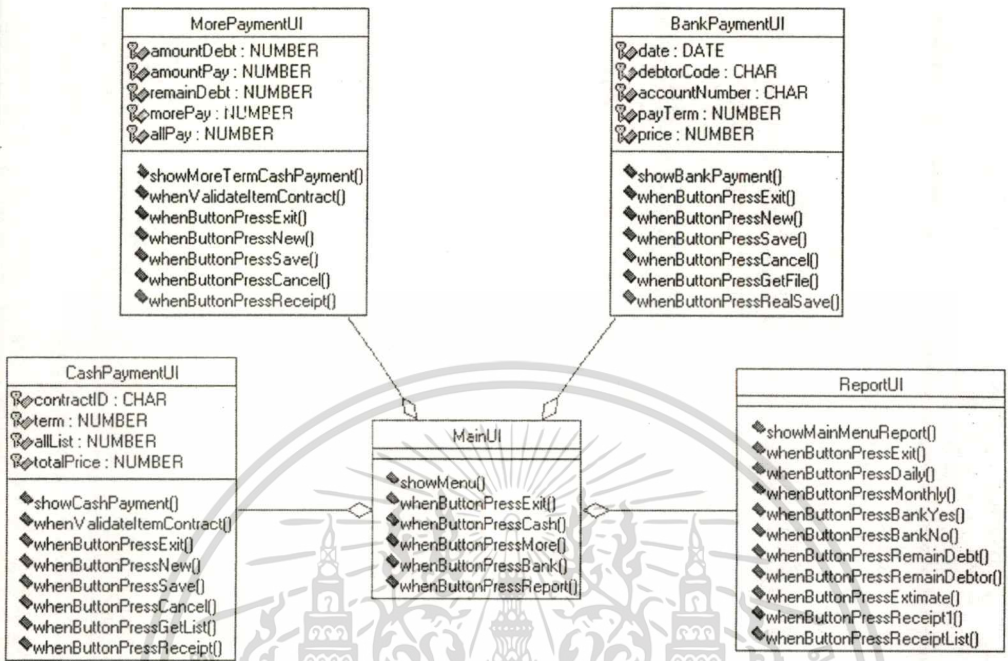 MorePaymentUI
amountDebt : NUMBER
amountPay : NUMBER
remainDebt : NUMBER
morePay : NUMBER
allPay : NUMBER
showMoreTermCashPayment()
whenValidateItemContract()
whenButtonPressExit()
whenButtonPressNew()
whenButtonPressSave()
whenButtonPressCancel()
whenButtonPressReceipt()
BankPaymentUI
date : DATE
debtorCode : CHAR
accountNumber : CHAR
payTerm : NUMBER
price : NUMBER
showBankPayment()
whenButtonPressExit()
whenButtonPressNew()
whenButtonPressSave()
whenButtonPressCancel()
whenButtonPressGetFile()
whenButtonPressRealSave()
CashPaymentUI
contractID : CHAR
term : NUMBER
allList : NUMBER
totalPrice : NUMBER
showCashPayment()
whenValidateItemContract()
whenButtonPressExit()
whenButtonPressNew()
whenButtonPressSave()
whenButtonPressCancel()
whenButtonPressGetList()
whenButtonPressReceipt()
MainUI
showMenu()
whenButtonPressExit()
whenButtonPressCash()
whenButtonPressMore()
whenButtonPressBank()
whenButtonPressReport()
ReportUI
showMainMenuReport()
whenButtonPressExit()
whenButtonPressDaily()
whenButtonPressMonthly()
whenButtonPressBankYes()
whenButtonPressBankNo()
whenButtonPressRemainDebt()
whenButtonPressRemainDebtor()
whenButtonPressExtimate()
whenButtonPressReceipt1()
whenButtonPressReceiptList()